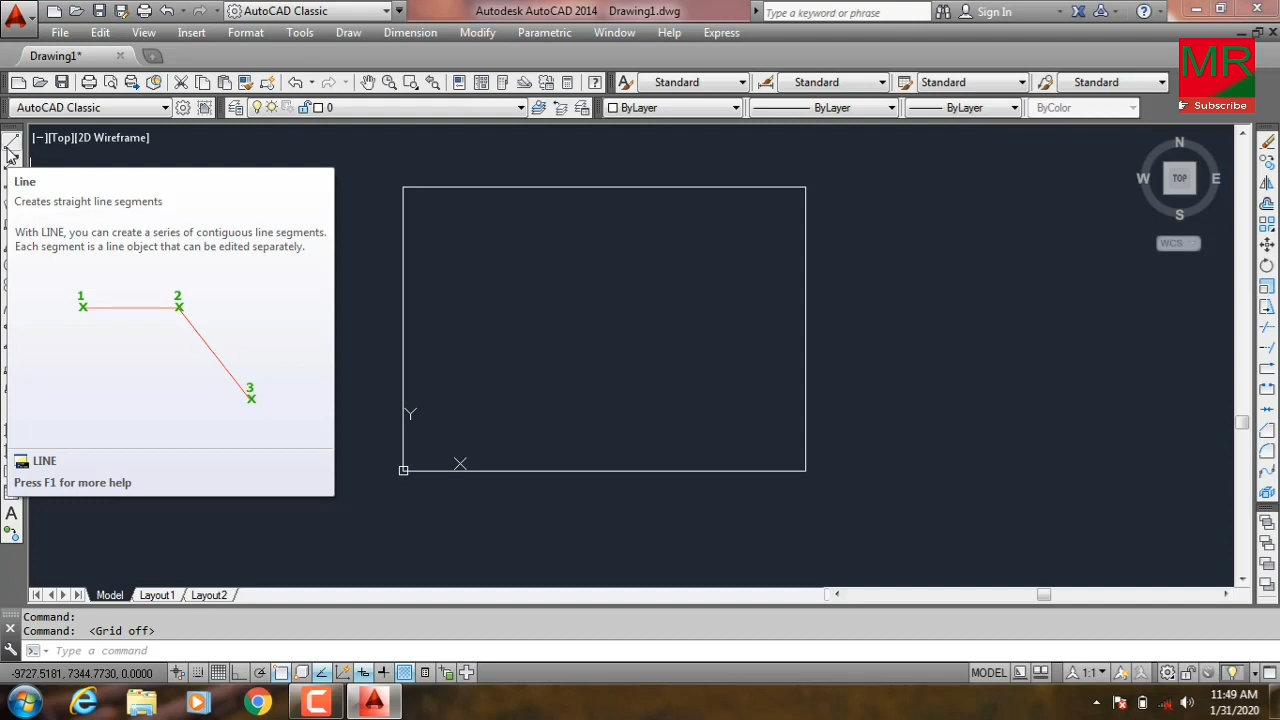 AutoCAD Classic
Autodesk AutoCAD 2014 Drawing1.dwg
Type a keyword or phrase
Sign In
File Edit View Insert Format Tools Draw Dimension Modify Parametric Window Help Express
Drawing1*
Standard Standard Standard Standard
MR
Subscribe
AutoCAD Classic
0
ByLayer ByLayer ByLayer ByColor
[−][Top][2D Wireframe]
Line
Creates straight line segments
With LINE, you can create a series of contiguous line segments.
Each segment is a line object that can be edited separately.
1 2
3
LINE
Press F1 for more help
N
W TOP E
S
WCS
Y
X
A
Model Layout1 Layout2
Command:
Command: <Grid off>
Type a command
-9727.5181, 7344.7730, 0.0000
MODEL
1:1
11:49 AM
1/31/2020